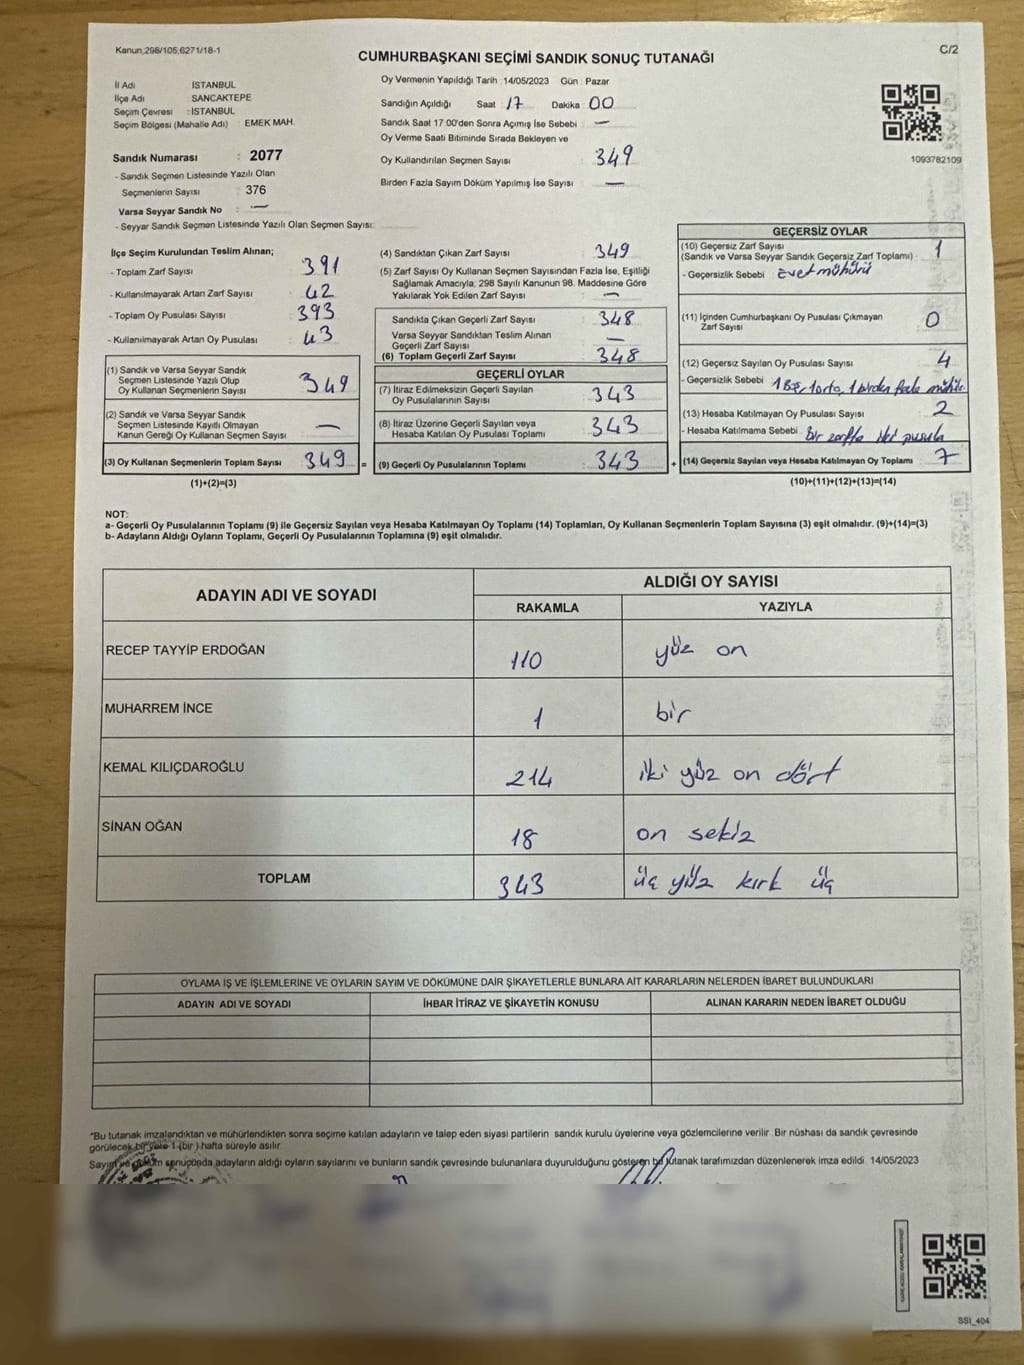 Kanun,298/105,6271/18-1
C/2
CUMHURBAŞKANI SEÇİMİ SANDIK SONUÇ TUTANAĞI
İl Adı İSTANBUL
İlçe Adı SANCAKTEPE
Seçim Çevresi : İSTANBUL
Seçim Bölgesi (Mahalle Adı) : EMEK MAH.
Sandık Numarası : 2077
- Sandık Seçmen Listesinde Yazılı Olan
Seçmenlerin Sayısı : 376
Varsa Seyyar Sandık No : —
- Seyyar Sandık Seçmen Listesinde Yazılı Olan Seçmen Sayısı:
Oy Vermenin Yapıldığı Tarih : 14/05/2023 Gün : Pazar
Sandığın Açıldığı Saat : 17 Dakika : 00
Sandık Saat 17:00'den Sonra Açımış İse Sebebi : —
Oy Verme Saati Bitiminde Sırada Bekleyen ve
Oy Kullandırılan Seçmen Sayısı : 349
Birden Fazla Sayım Döküm Yapılmış İse Sayısı : —
1093782109
İlçe Seçim Kurulundan Teslim Alınan;
- Toplam Zarf Sayısı : 391
- Kullanılmayarak Artan Zarf Sayısı : 42
- Toplam Oy Pusulası Sayısı : 393
- Kullanılmayarak Artan Oy Pusulası : 43
(1) Sandık ve Varsa Seyyar Sandık
Seçmen Listesinde Yazılı Olup
Oy Kullanan Seçmenlerin Sayısı : 349
(2) Sandık ve Varsa Seyyar Sandık
Seçmen Listesinde Kayıtlı Olmayan
Kanun Gereği Oy Kullanan Seçmen Sayısı : —
(3) Oy Kullanan Seçmenlerin Toplam Sayısı : 349 =
(1)+(2)=(3)
(4) Sandıktan Çıkan Zarf Sayısı : 349
(5) Zarf Sayısı Oy Kullanan Seçmen Sayısından Fazla İse, Eşitliği
Sağlamak Amacıyla, 298 Sayılı Kanunun 98. Maddesine Göre
Yakılarak Yok Edilen Zarf Sayısı : —
Sandıkta Çıkan Geçerli Zarf Sayısı : 348
Varsa Seyyar Sandıktan Teslim Alınan
Geçerli Zarf Sayısı : —
(6) Toplam Geçerli Zarf Sayısı : 348
GEÇERLİ OYLAR
(7) İtiraz Edilmeksizin Geçerli Sayılan
Oy Pusulalarının Sayısı : 343
(8) İtiraz Üzerine Geçerli Sayılan veya
Hesaba Katılan Oy Pusulası Toplamı : 343
(9) Geçerli Oy Pusulalarının Toplamı : 343 +
GEÇERSİZ OYLAR
(10) Geçersiz Zarf Sayısı
(Sandık ve Varsa Seyyar Sandık Geçersiz Zarf Toplamı) : 1
- Geçersizlik Sebebi : Evet mühürü
(11) İçinden Cumhurbaşkanı Oy Pusulası Çıkmayan
Zarf Sayısı : 0
(12) Geçersiz Sayılan Oy Pusulası Sayısı : 4
- Geçersizlik Sebebi : 1 Boş, 1 orta, 1 birden fazla mühür
(13) Hesaba Katılmayan Oy Pusulası Sayısı : 2
- Hesaba Katılmama Sebebi : Bir zarfta iki pusula
(14) Geçersiz Sayılan veya Hesaba Katılmayan Oy Toplamı : 7
(10)+(11)+(12)+(13)=(14)
NOT:
a- Geçerli Oy Pusulalarının Toplamı (9) ile Geçersiz Sayılan veya Hesaba Katılmayan Oy Toplamı (14) Toplamları, Oy Kullanan Seçmenlerin Toplam Sayısına (3) eşit olmalıdır. (9)+(14)=(3)
b- Adayların Aldığı Oyların Toplamı, Geçerli Oy Pusulalarının Toplamına (9) eşit olmalıdır.
ADAYIN ADI VE SOYADI
ALDIĞI OY SAYISI
RAKAMLA YAZIYLA
RECEP TAYYİP ERDOĞAN 110 yüz on
MUHARREM İNCE 1 bir
KEMAL KILIÇDAROĞLU 214 iki yüz on dört
SİNAN OĞAN 18 on sekiz
TOPLAM 343 üç yüz kırk üç
OYLAMA İŞ VE İŞLEMLERİNE VE OYLARIN SAYIM VE DÖKÜMÜNE DAİR ŞİKAYETLERLE BUNLARA AİT KARARLARIN NELERDEN İBARET BULUNDUKLARI
ADAYIN ADI VE SOYADI İHBAR İTİRAZ VE ŞİKAYETİN KONUSU ALINAN KARARIN NEDEN İBARET OLDUĞU
*Bu tutanak imzalandıktan ve mühürlendikten sonra seçime katılan adayların ve talep eden siyasi partilerin sandık kurulu üyelerine veya gözlemcilerine verilir. Bir nüshası da sandık çevresinde
görülecek bir yere 1 (bir) hafta süreyle asılır.
Sayım ve döküm sonucunda adayların aldığı oyların sayılarını ve bunların sandık çevresinde bulunanlara duyurulduğunu gösteren bu tutanak tarafımızdan düzenlenerek imza edildi. 14/05/2023
SSI_404